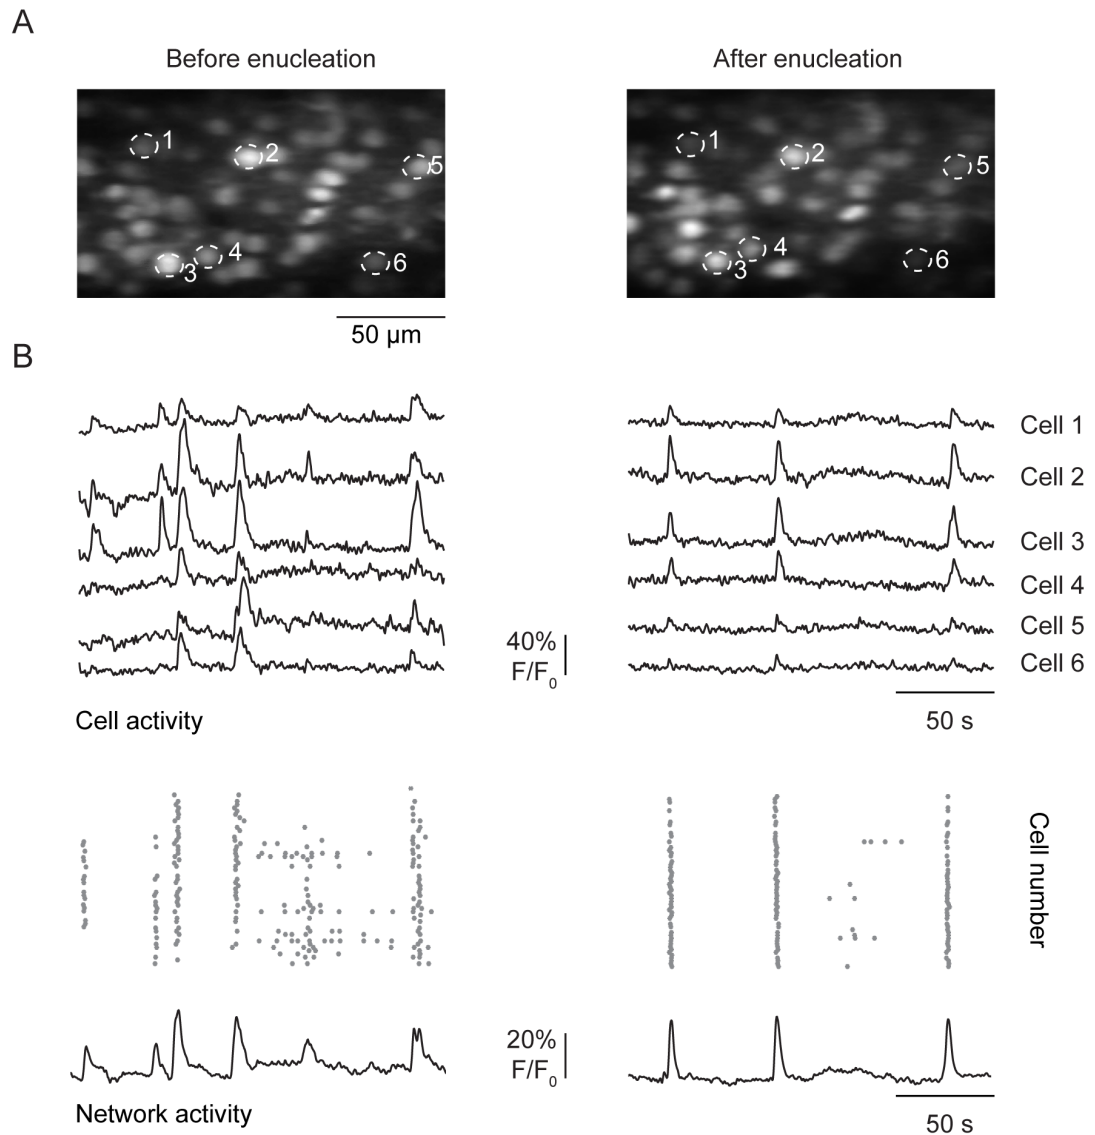 A
Before enucleation
After enucleation
1
2
5
4
3
6
1
2
5
4
3
6
50 µm
B
Cell 1
Cell 2
Cell 3
Cell 4
Cell 5
Cell 6
40%
F/F0
Cell activity
50 s
Cell number
20%
F/F0
Network activity
50 s